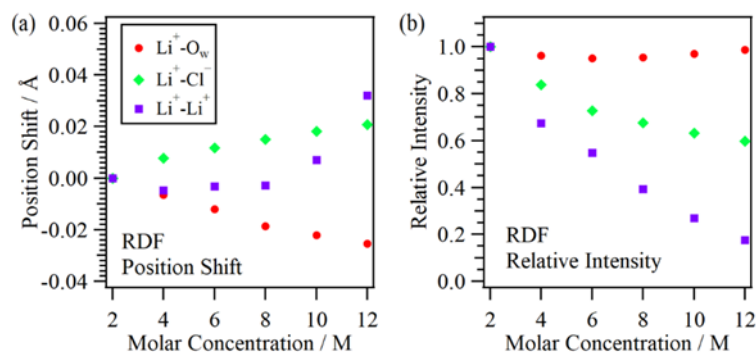 (a)
0.06
0.04
0.02
0.00
-0.02
-0.04
Position Shift / Å
Li⁺-O_w
Li⁺-Cl⁻
Li⁺-Li⁺
RDF
Position Shift
2 4 6 8 10 12
Molar Concentration / M
(b)
1.0
0.8
0.6
0.4
0.2
0.0
Relative Intensity
RDF
Relative Intensity
2 4 6 8 10 12
Molar Concentration / M